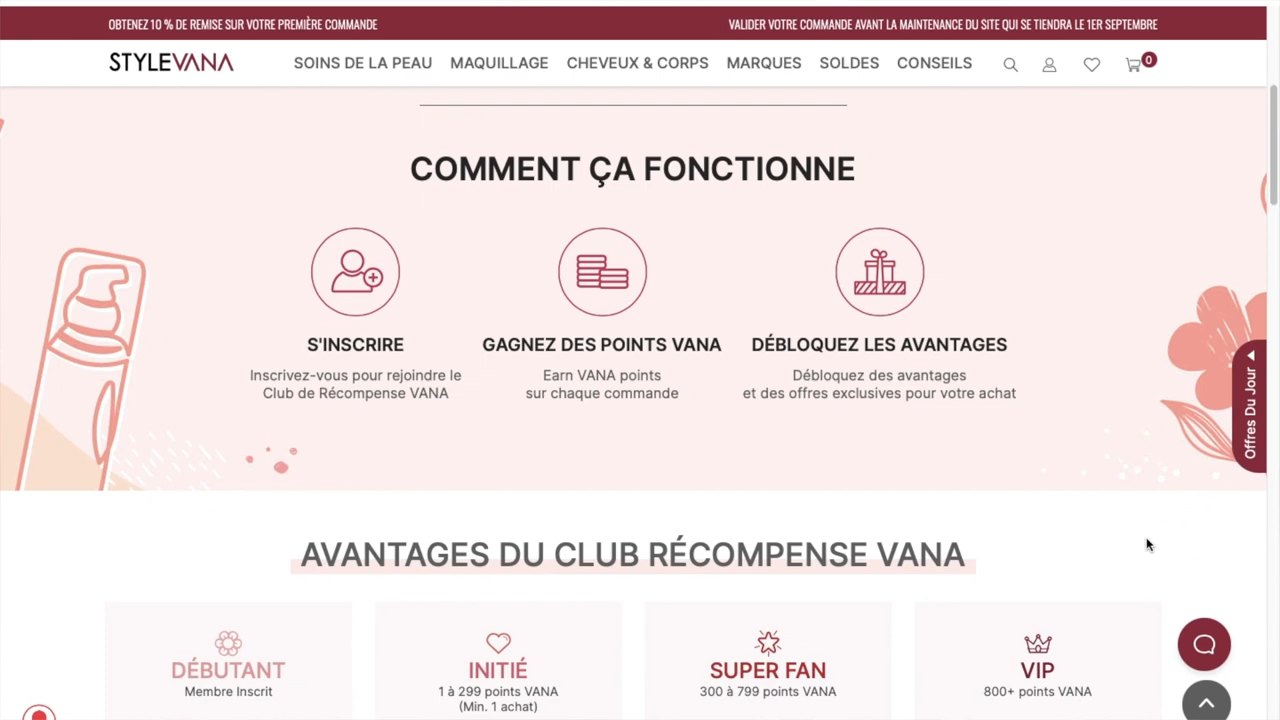 OBTENEZ 10 % DE REMISE SUR VOTRE PREMIÈRE COMMANDE
VALIDER VOTRE COMMANDE AVANT LA MAINTENANCE DU SITE QUI SE TIENDRA LE 1ER SEPTEMBRE
STYLEVANA
SOINS DE LA PEAU MAQUILLAGE CHEVEUX & CORPS MARQUES SOLDES CONSEILS 0
COMMENT ÇA FONCTIONNE
S'INSCRIRE
Inscrivez-vous pour rejoindre le
Club de Récompense VANA
GAGNEZ DES POINTS VANA
Earn VANA points
sur chaque commande
DÉBLOQUEZ LES AVANTAGES
Débloquez des avantages
et des offres exclusives pour votre achat
Offres Du Jour
AVANTAGES DU CLUB RÉCOMPENSE VANA
DÉBUTANT
Membre Inscrit
INITIÉ
1 à 299 points VANA
(Min. 1 achat)
SUPER FAN
300 à 799 points VANA
VIP
800+ points VANA